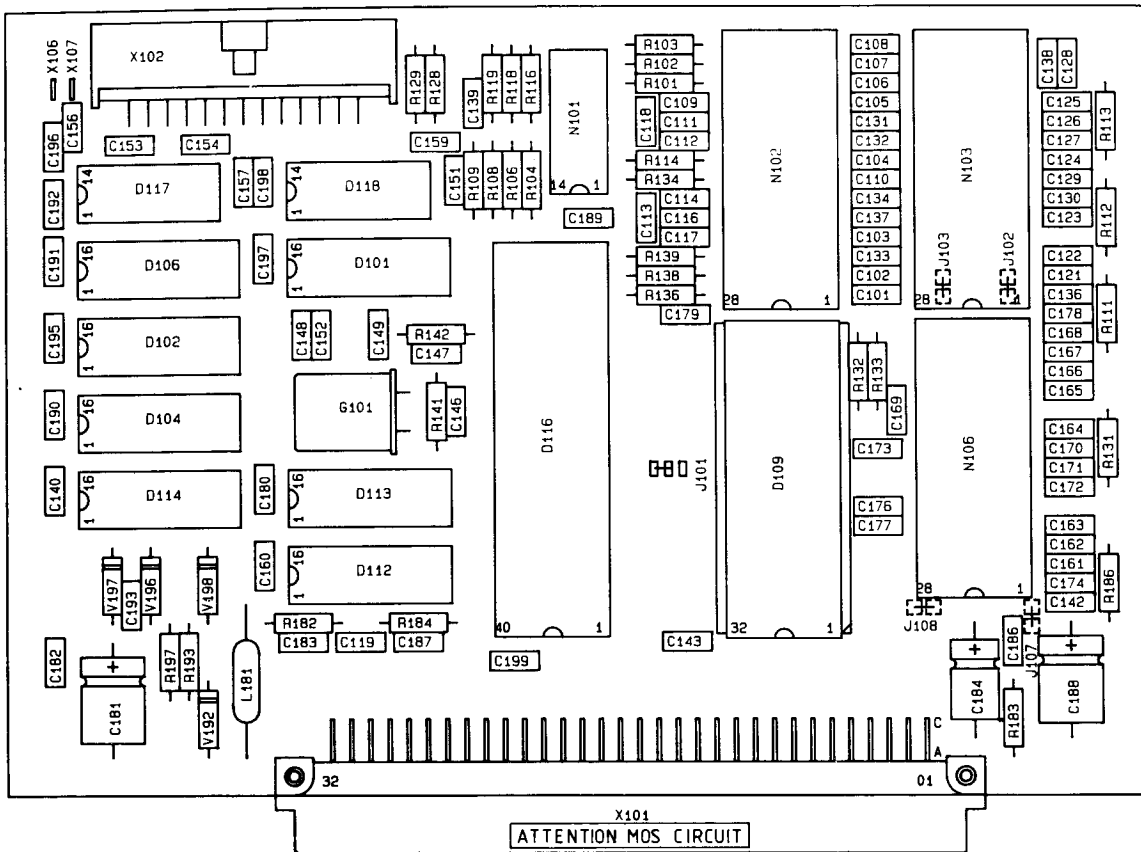 X106
X107
X102
R129
R128
C139
R119
R118
R116
N101
14
1
R103
R102
R101
C118
C109
C111
C112
R114
R134
C113
C114
C116
C117
R139
R138
R136
C179
N102
28
1
C108
C107
C106
C105
C131
C132
C104
C110
C134
C137
C103
C133
C102
C101
N103
J103
J102
28
1
C138
C128
C125
C126
C127
C124
C129
C130
C123
R113
R112
C122
C121
C136
C178
C168
C167
C166
C165
R111
C196
C156
C153
C154
C159
C192
14
D117
1
C157
C198
14
D118
1
C151
R109
R108
R106
R104
C189
C191
16
D106
1
C197
16
D101
1
C195
16
D102
1
C148
C152
C149
R142
C147
C190
16
D104
1
G101
R141
C146
D116
40
1
C140
16
D114
1
C180
16
D113
1
J101
D109
32
1
R132
R133
C169
C173
C176
C177
N106
28
1
C164
C170
C171
C172
R131
C163
C162
C161
C174
C142
R186
V197
C193
V196
V198
C160
16
D112
1
R182
C183
C119
R184
C187
C199
C143
J108
C186
J107
C182
+
C181
R197
R193
V192
L181
+
C184
R183
+
C188
C
A
32
01
X101
ATTENTION MOS CIRCUIT